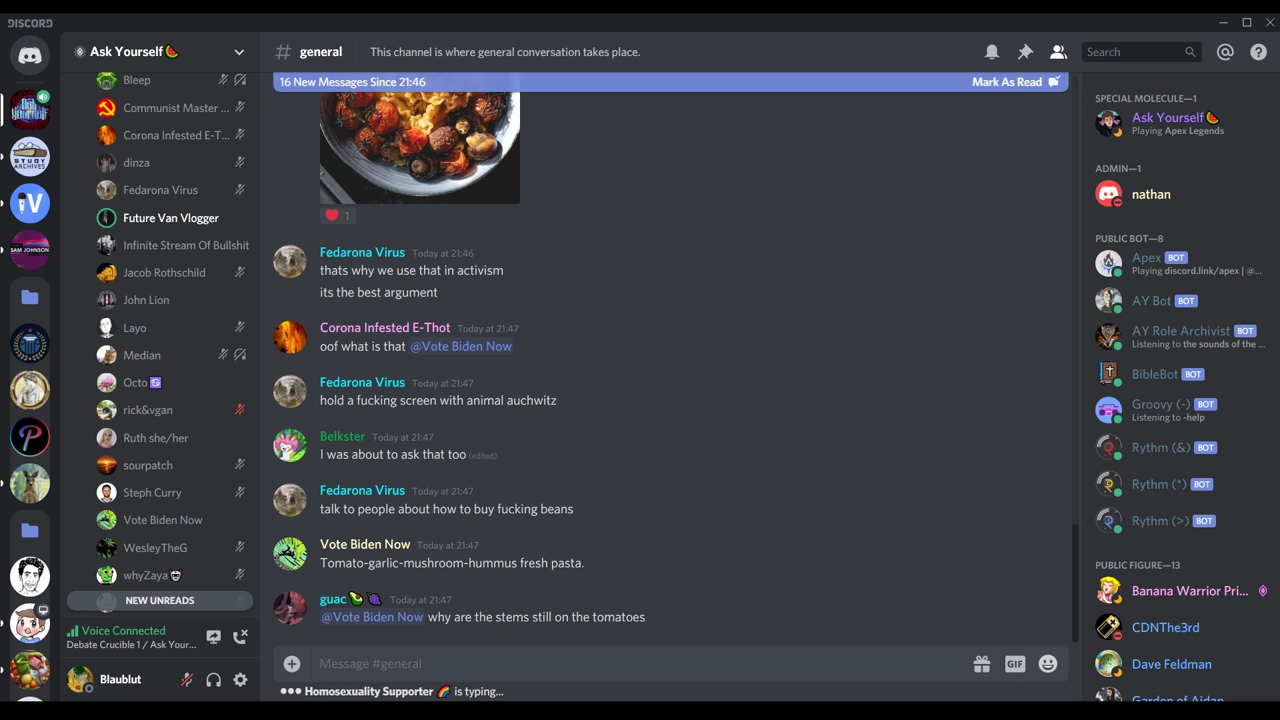 DISCORD
Ask Yourself🍉
Bleep
Communist Master ...
Corona Infested E-T...
dinza
Fedarona Virus
Future Van Vlogger
Infinite Stream Of Bullshit
Jacob Rothschild
John Lion
Layo
Median
Octo
rick&vgan
Ruth she/her
sourpatch
Steph Curry
Vote Biden Now
WesleyTheG
whyZaya
NEW UNREADS
Voice Connected
Debate Crucible 1 / Ask Your...
Blaublut
STUDY
ARCHIVES
V
SAM JOHNSON
P
# general
This channel is where general conversation takes place.
Search
16 New Messages Since 21:46
Mark As Read
❤️ 1
Fedarona Virus Today at 21:46
thats why we use that in activism
its the best argument
Corona Infested E-Thot Today at 21:47
oof what is that @Vote Biden Now
Fedarona Virus Today at 21:47
hold a fucking screen with animal auchwitz
Belkster Today at 21:47
I was about to ask that too (edited)
Fedarona Virus Today at 21:47
talk to people about how to buy fucking beans
Vote Biden Now Today at 21:47
Tomato-garlic-mushroom-hummus fresh pasta.
guac🥑🍇 Today at 21:47
@Vote Biden Now why are the stems still on the tomatoes
Message #general
GIF
Homosexuality Supporter 🌈 is typing...
SPECIAL MOLECULE—1
Ask Yourself🍉
Playing Apex Legends
ADMIN—1
nathan
PUBLIC BOT—8
Apex BOT
Playing discord.link/apex | @...
AY Bot BOT
AY Role Archivist BOT
Listening to the sounds of the ...
BibleBot BOT
Groovy (-) BOT
Listening to -help
Rythm (&) BOT
Rythm (*) BOT
Rythm (>) BOT
PUBLIC FIGURE—13
Banana Warrior Pri...
CDNThe3rd
Dave Feldman
Garden of Aidan